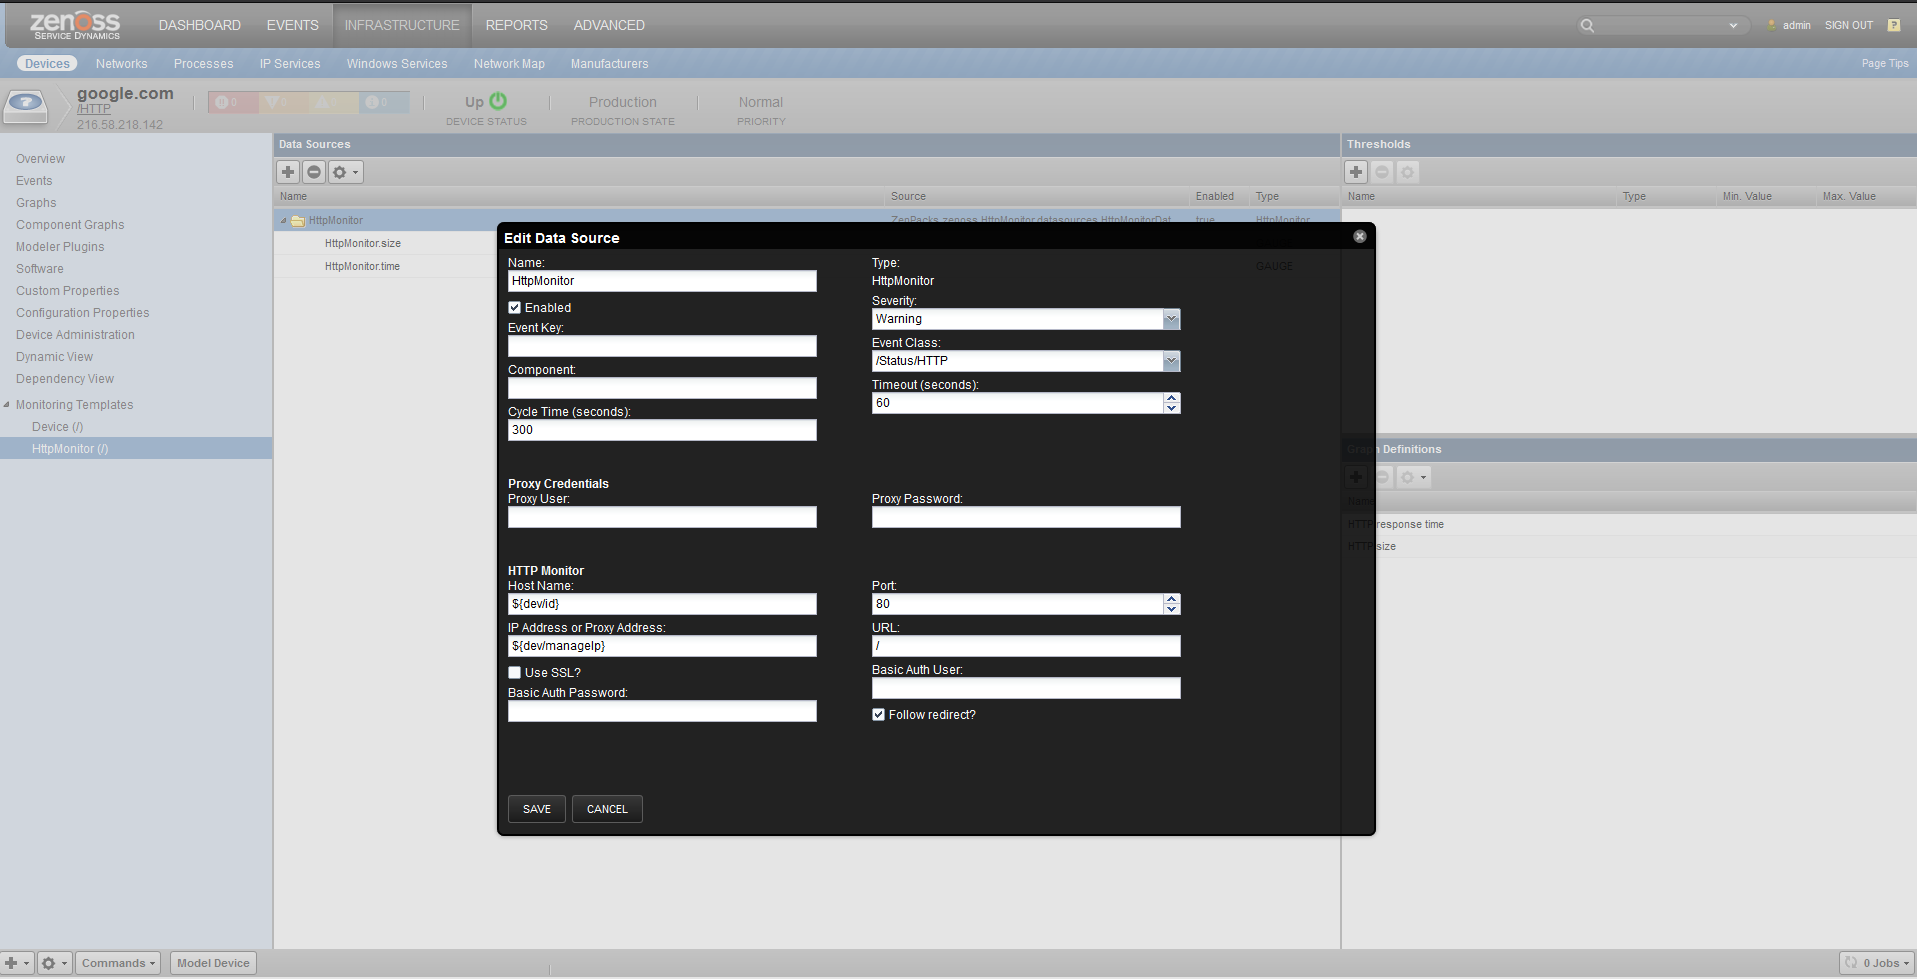 zenoss
SERVICE DYNAMICS
DASHBOARD EVENTS INFRASTRUCTURE REPORTS ADVANCED
admin SIGN OUT ?
Devices Networks Processes IP Services Windows Services Network Map Manufacturers
Page Tips
google.com
/HTTP
216.58.218.142
0 0 0 0
Up
DEVICE STATUS
Production
PRODUCTION STATE
Normal
PRIORITY
Overview
Events
Graphs
Component Graphs
Modeler Plugins
Software
Custom Properties
Configuration Properties
Device Administration
Dynamic View
Dependency View
Monitoring Templates
Device (/)
HttpMonitor (/)
Data Sources
Name Source Enabled Type
HttpMonitor ZenPacks.zenoss.HttpMonitor.datasources.HttpMonitorDat true HttpMonitor
HttpMonitor.size
HttpMonitor.time GAUGE
Thresholds
Name Type Min. Value Max. Value
Graph Definitions
Name
HTTP response time
HTTP size
Edit Data Source
Name:
HttpMonitor
Enabled
Event Key:
Component:
Cycle Time (seconds):
300
Type:
HttpMonitor
Severity:
Warning
Event Class:
/Status/HTTP
Timeout (seconds):
60
Proxy Credentials
Proxy User:
Proxy Password:
HTTP Monitor
Host Name:
${dev/id}
Port:
80
IP Address or Proxy Address:
${dev/manageIp}
URL:
/
Use SSL?
Basic Auth User:
Basic Auth Password:
Follow redirect?
SAVE CANCEL
Commands Model Device
0 Jobs